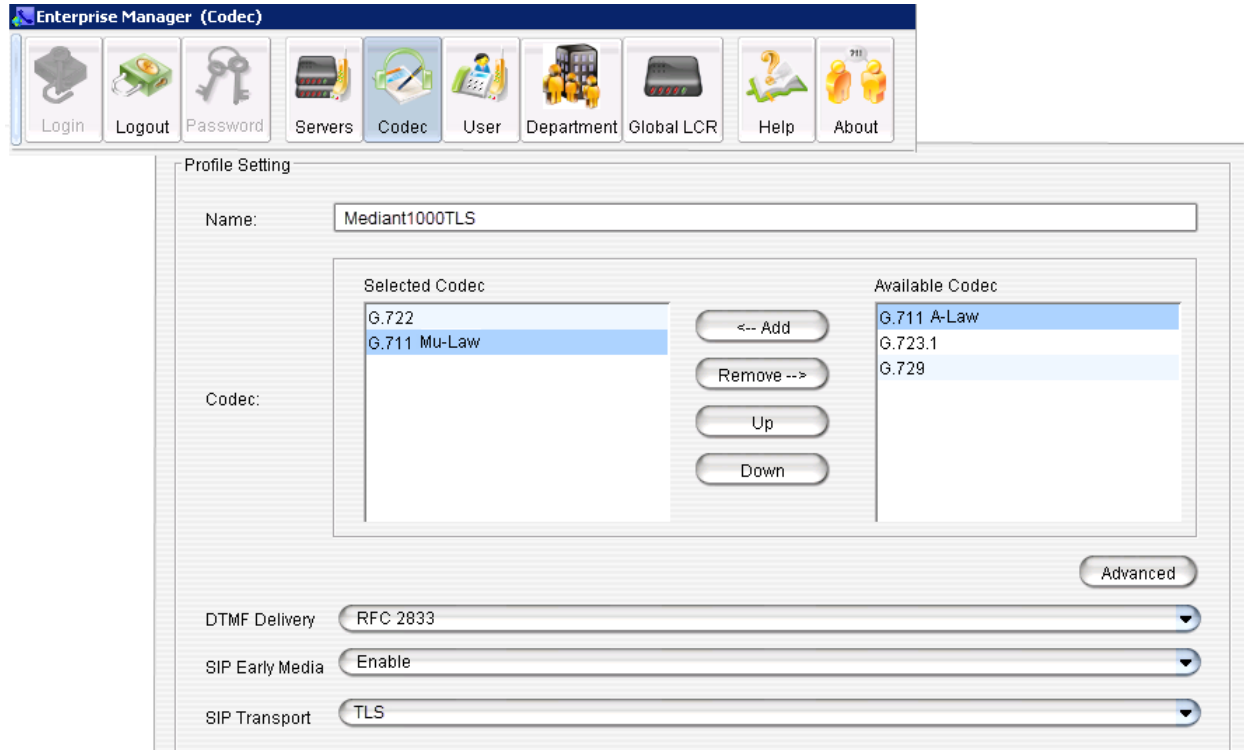 Enterprise Manager (Codec)
?!!
Login Logout Password Servers Codec User Department Global LCR Help About
Profile Setting
Name: Mediant1000TLS
Selected Codec Available Codec
G.722 <-- Add G.711 A-Law
G.711 Mu-Law G.723.1
Remove --> G.729
Codec:
Up
Down
Advanced
DTMF Delivery RFC 2833
SIP Early Media Enable
SIP Transport TLS